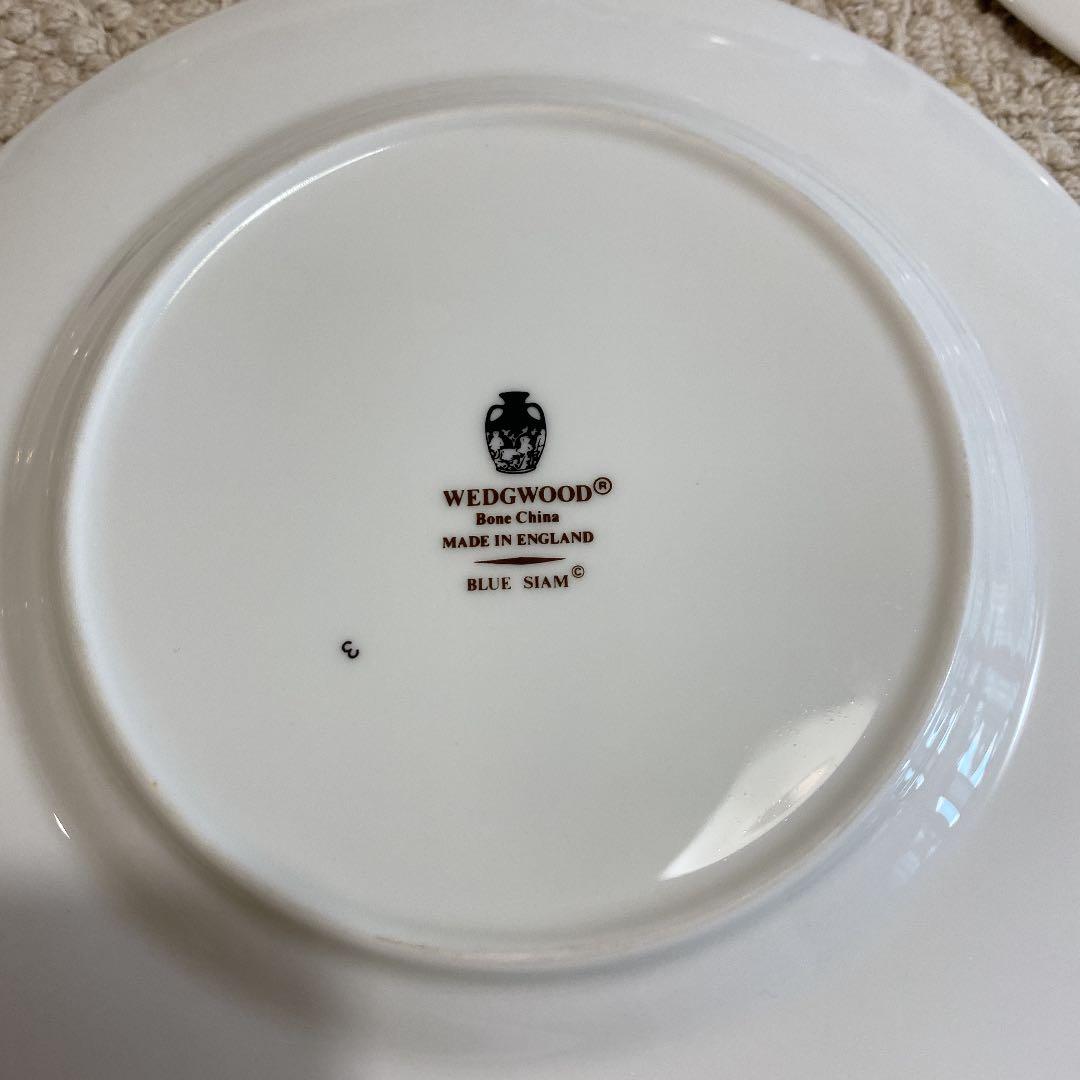 WEDGWOOD®
Bone China
MADE IN ENGLAND
BLUE SIAM©
3